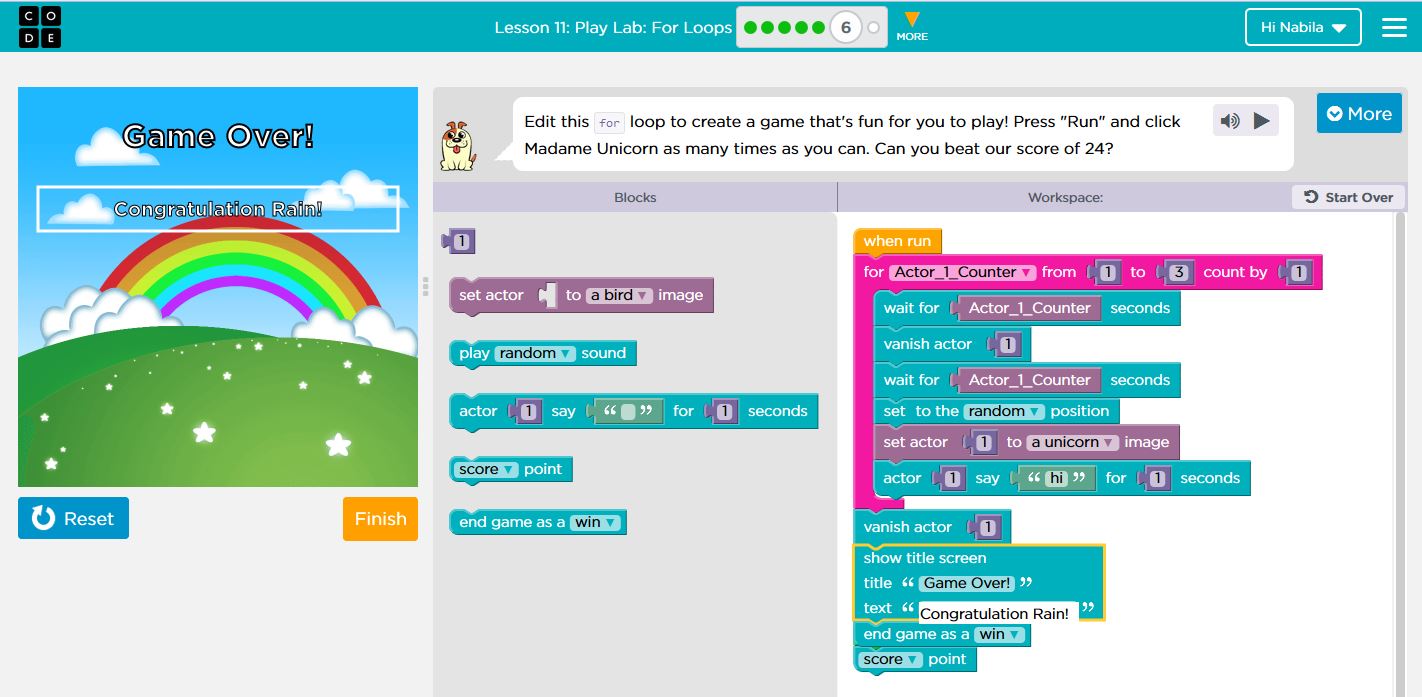 C O
D E
Lesson 11: Play Lab: For Loops
6
MORE
Hi Nabila
Game Over!
Congratulation Rain!
Reset
Finish
Edit this for loop to create a game that's fun for you to play! Press "Run" and click
Madame Unicorn as many times as you can. Can you beat our score of 24?
More
Blocks
Workspace:
Start Over
1
set actor to a bird image
play random sound
actor 1 say “ ” for 1 seconds
score point
end game as a win
when run
for Actor_1_Counter from 1 to 3 count by 1
wait for Actor_1_Counter seconds
vanish actor 1
wait for Actor_1_Counter seconds
set to the random position
set actor 1 to a unicorn image
actor 1 say “ hi ” for 1 seconds
vanish actor 1
show title screen
title “ Game Over! ”
text “ Congratulation Rain! ”
end game as a win
score point